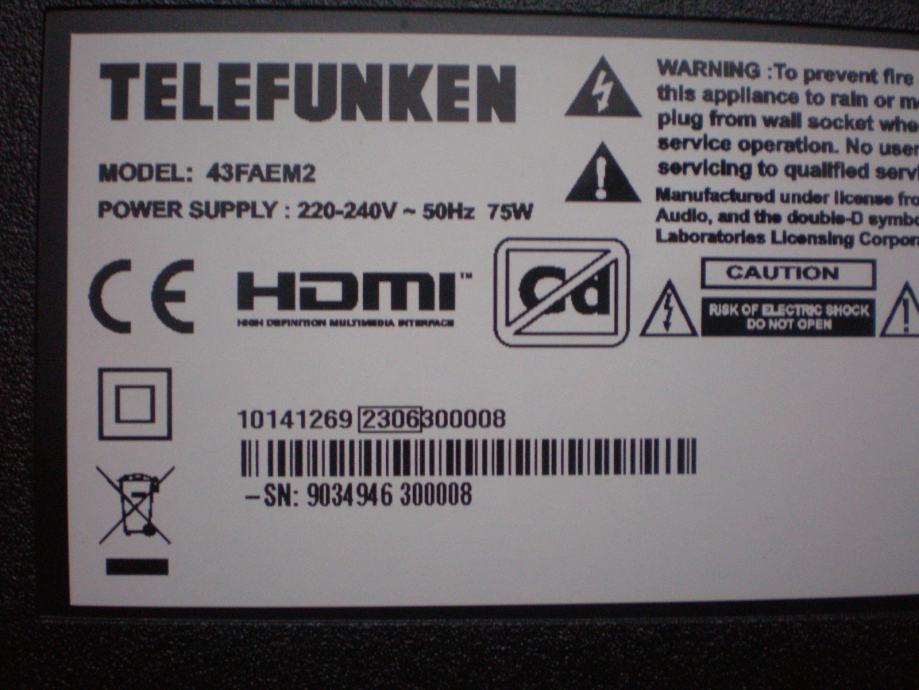 TELEFUNKEN
MODEL: 43FAEM2
POWER SUPPLY : 220-240V ~ 50Hz 75W
WARNING :To prevent fire
this appliance to rain or
plug from wall socket
service operation. No user
servicing to qualified
Manufactured under license
Audio, and the double-D
Laboratories Licensing
CE
HDMI™
HIGH DEFINITION MULTIMEDIA INTERFACE
Cd
CAUTION
RISK OF ELECTRIC SHOCK
DO NOT OPEN
10141269 2306300008
–SN: 9034946 300008